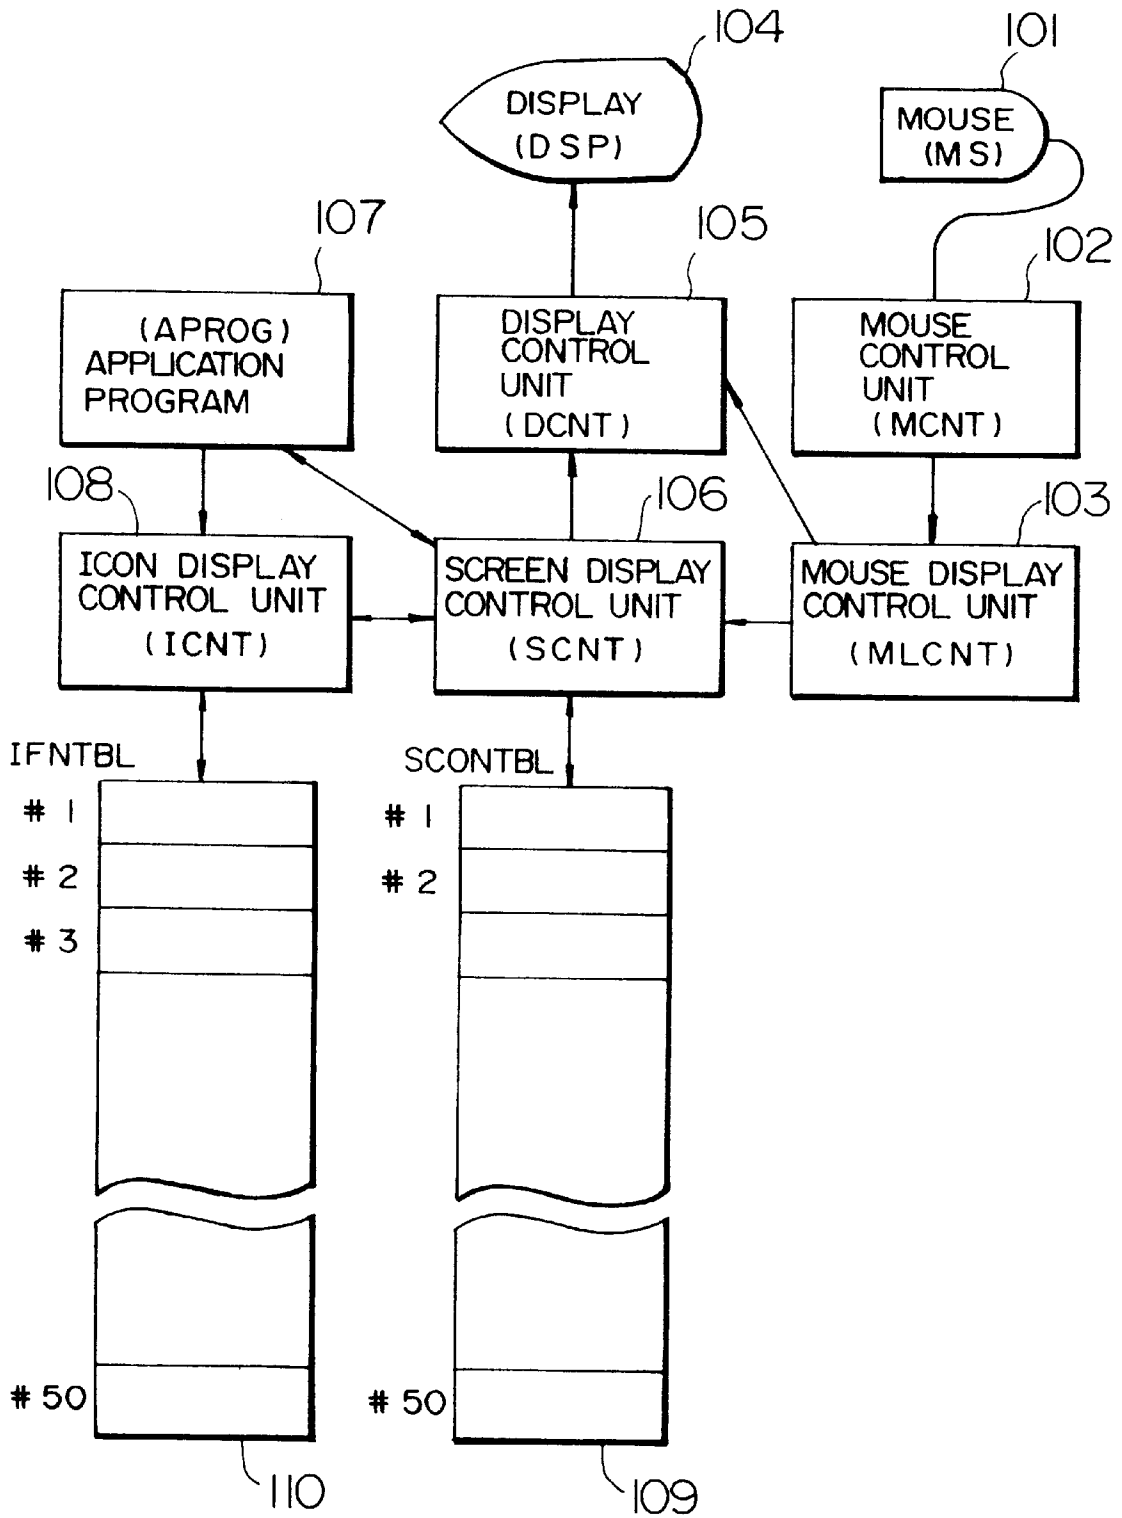 104
101
DISPLAY
(DSP)
MOUSE
(MS)
107
105
102
(APROG)
APPLICATION
PROGRAM
DISPLAY
CONTROL
UNIT
(DCNT)
MOUSE
CONTROL
UNIT
(MCNT)
108
106
103
ICON DISPLAY
CONTROL UNIT
(ICNT)
SCREEN DISPLAY
CONTROL UNIT
(SCNT)
MOUSE DISPLAY
CONTROL UNIT
(MLCNT)
IFNTBL
# 1
# 2
# 3
# 50
110
SCONTBL
# 1
# 2
# 50
109